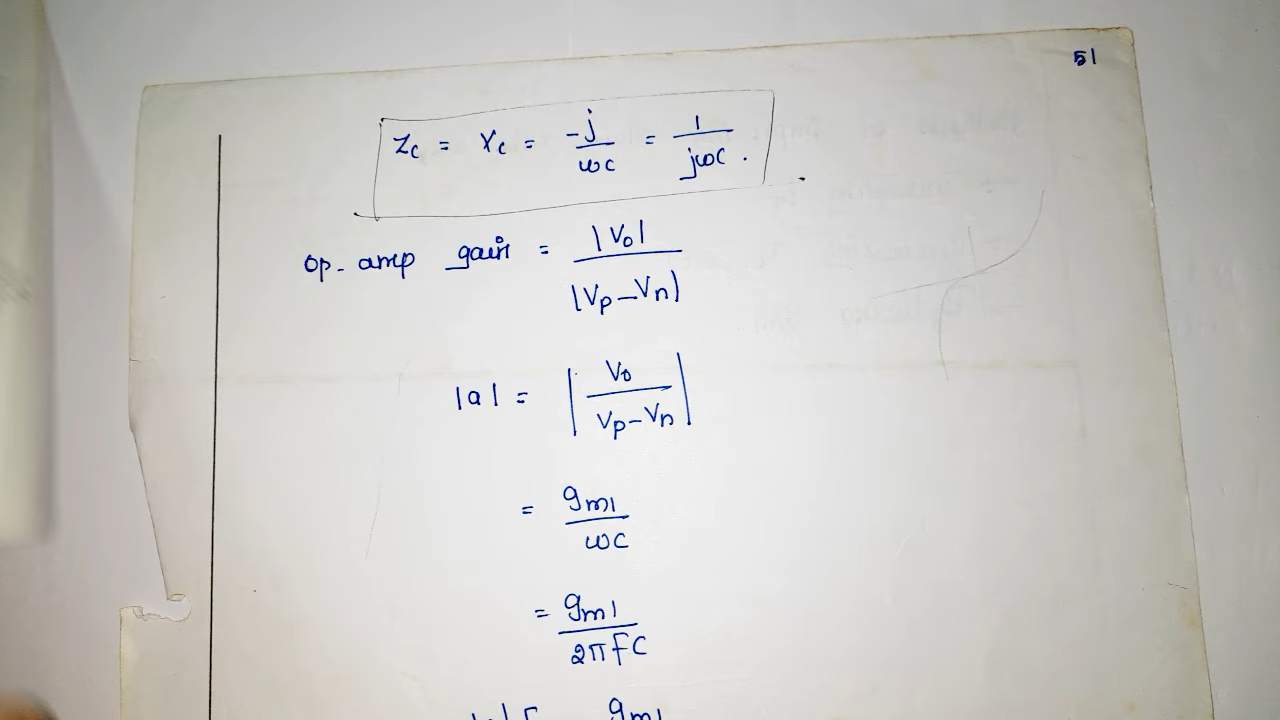 51
Zc = Xc = -j/ωc = 1/jωc.
op-amp gain = |Vo| / |Vp-Vn|
|a| = | Vo / Vp-Vn |
= gm1 / ωc
= gm1 / 2πfC
gm1